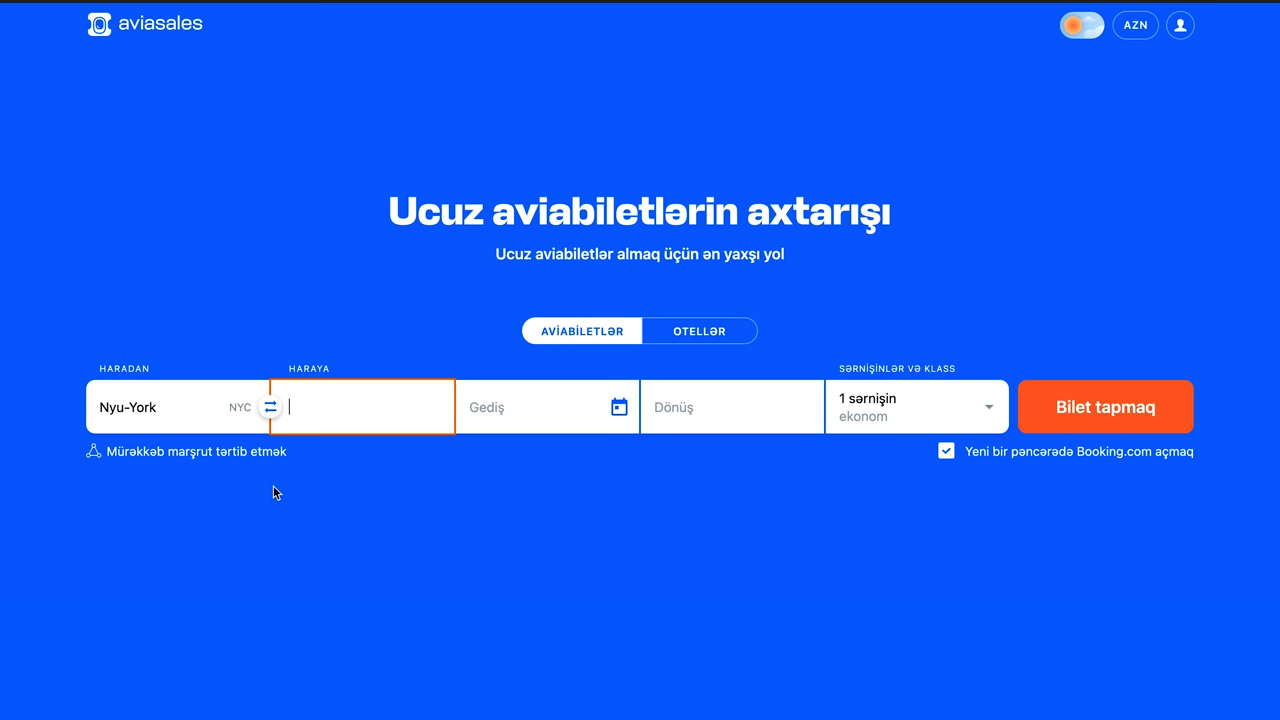 aviasales
AZN
Ucuz aviabiletlərin axtarışı
Ucuz aviabiletlər almaq üçün ən yaxşı yol
AVİABİLETLƏR
OTELLƏR
HARADAN
HARAYA
SƏRNİŞİNLƏR VƏ KLASS
Nyu-York
NYC
Gediş
Dönüş
1 sərnişin
ekonom
Bilet tapmaq
Mürəkkəb marşrut tərtib etmək
Yeni bir pəncərədə Booking.com açmaq